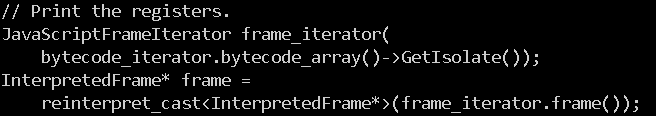 // Print the registers.
JavaScriptFrameIterator frame_iterator(
bytecode_iterator.bytecode_array()->GetIsolate());
InterpretedFrame* frame =
reinterpret_cast<InterpretedFrame*>(frame_iterator.frame());